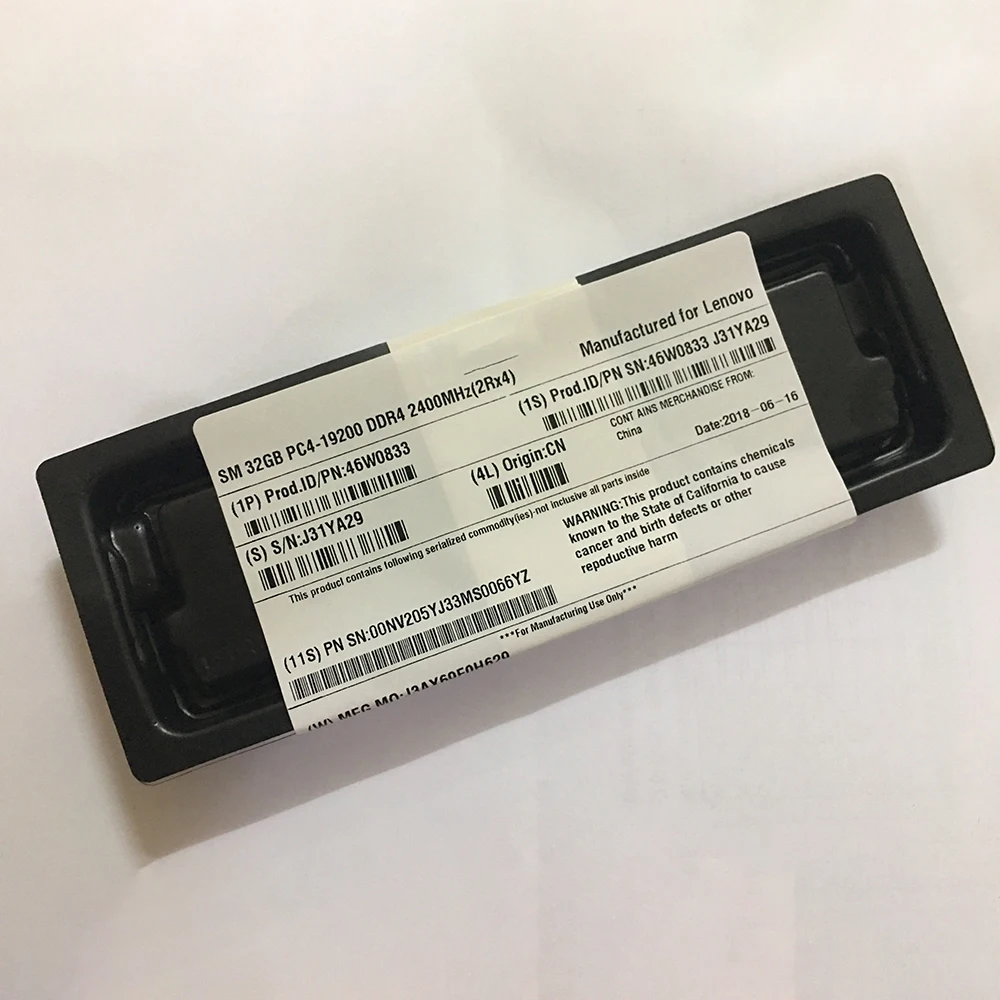 Manufactured for Lenovo
SM 32GB PC4-19200 DDR4 2400MHz(2Rx4)
(1S) Prod.ID/PN SN:46W0833 J31YA29
(1P) Prod.ID/PN:46W0833
(4L) Origin:CN
CONT AINS MERCHANDISE FROM:
China
Date:2018-06-16
(S) S/N:J31YA29
This product contains following serialized commodity(ies)-not inclusive all parts inside
WARNING:This product contains chemicals
known to the State of California to cause
cancer and birth defects or other
reproductive harm
(11S) PN SN:00NV205YJ33MS0066YZ
***For Manufacturing Use Only***
(W) MFG MO: